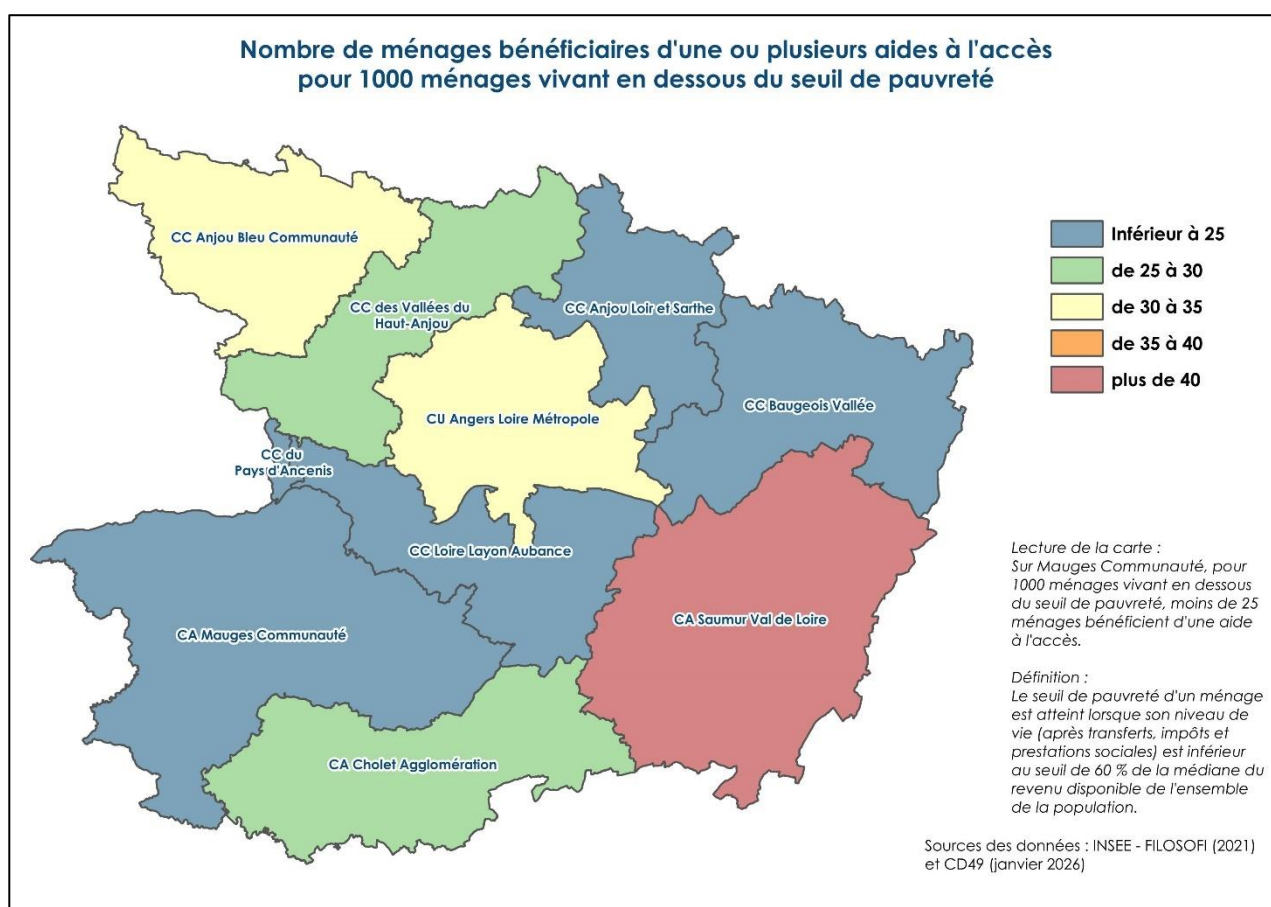 Nombre de ménages bénéficiaires d'une ou plusieurs aides à l'accès
pour 1000 ménages vivant en dessous du seuil de pauvreté
CC Anjou Bleu Communauté
CC des Vallées du
Haut-Anjou
CC Anjou Loir et Sarthe
CC Baugeois Vallée
CU Angers Loire Métropole
CC du
Pays d'Ancenis
CC Loire Layon Aubance
CA Mauges Communauté
CA Saumur Val de Loire
CA Cholet Agglomération
Inférieur à 25
de 25 à 30
de 30 à 35
de 35 à 40
plus de 40
Lecture de la carte :
Sur Mauges Communauté, pour
1000 ménages vivant en dessous
du seuil de pauvreté, moins de 25
ménages bénéficient d'une aide
à l'accès.
Définition :
Le seuil de pauvreté d'un ménage
est atteint lorsque son niveau de
vie (après transferts, impôts et
prestations sociales) est inférieur
au seuil de 60 % de la médiane du
revenu disponible de l'ensemble
de la population.
Sources des données : INSEE - FILOSOFI (2021)
et CD49 (janvier 2026)